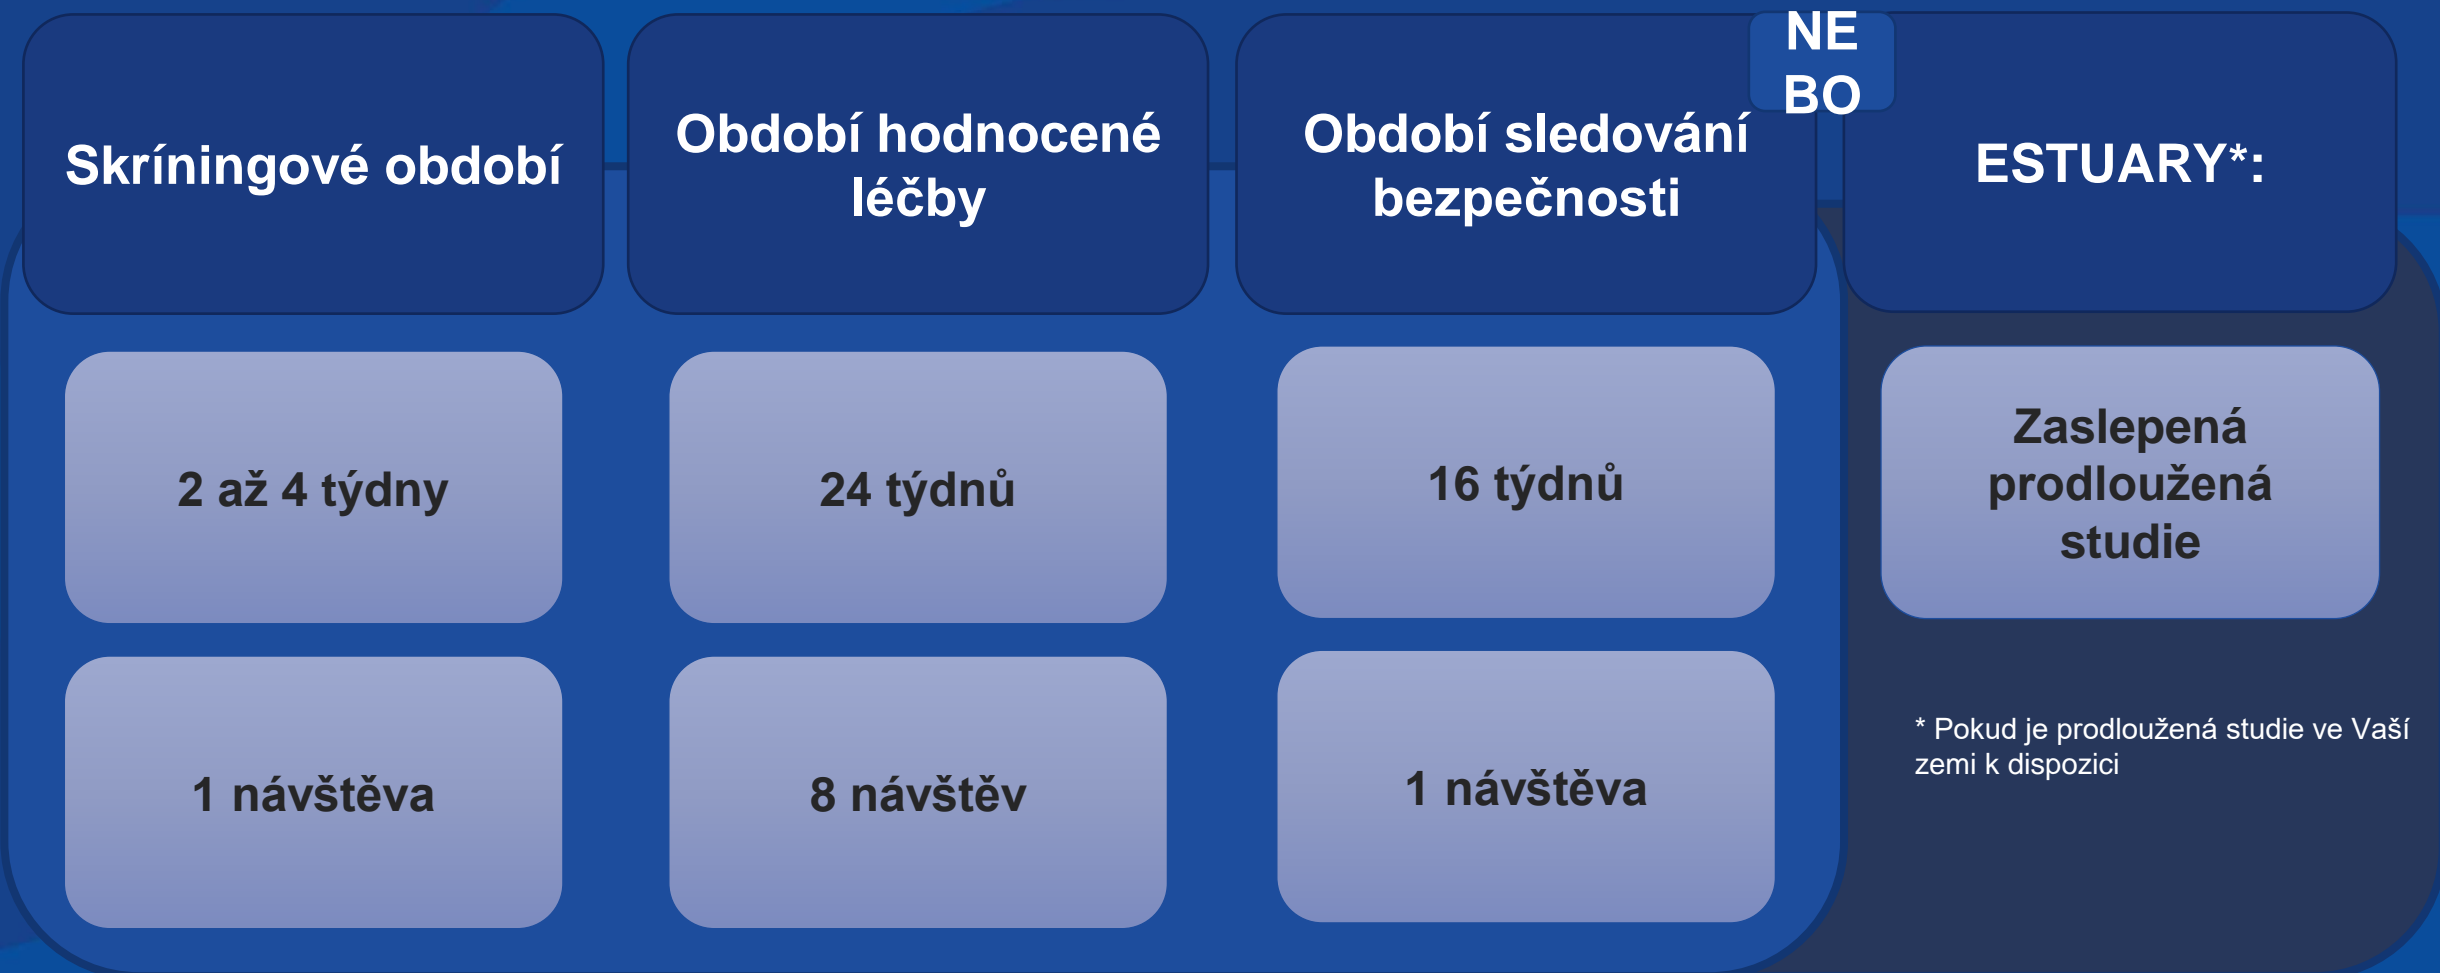 Skríningové období
Období hodnocené
léčby
Období sledování
bezpečnosti
NE
BO
ESTUARY*:
2 až 4 týdny
24 týdnů
16 týdnů
Zaslepená
prodloužená
studie
1 návštěva
8 návštěv
1 návštěva
* Pokud je prodloužená studie ve Vaší
zemi k dispozici